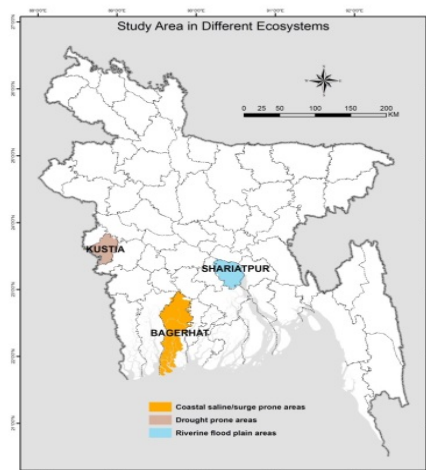 Study Area in Different Ecosystems
0 25 50 100 150 200
KM
KUSTIA
SHARIATPUR
BAGERHAT
Coastal saline/surge prone areas
Drought prone areas
Riverine flood plain areas